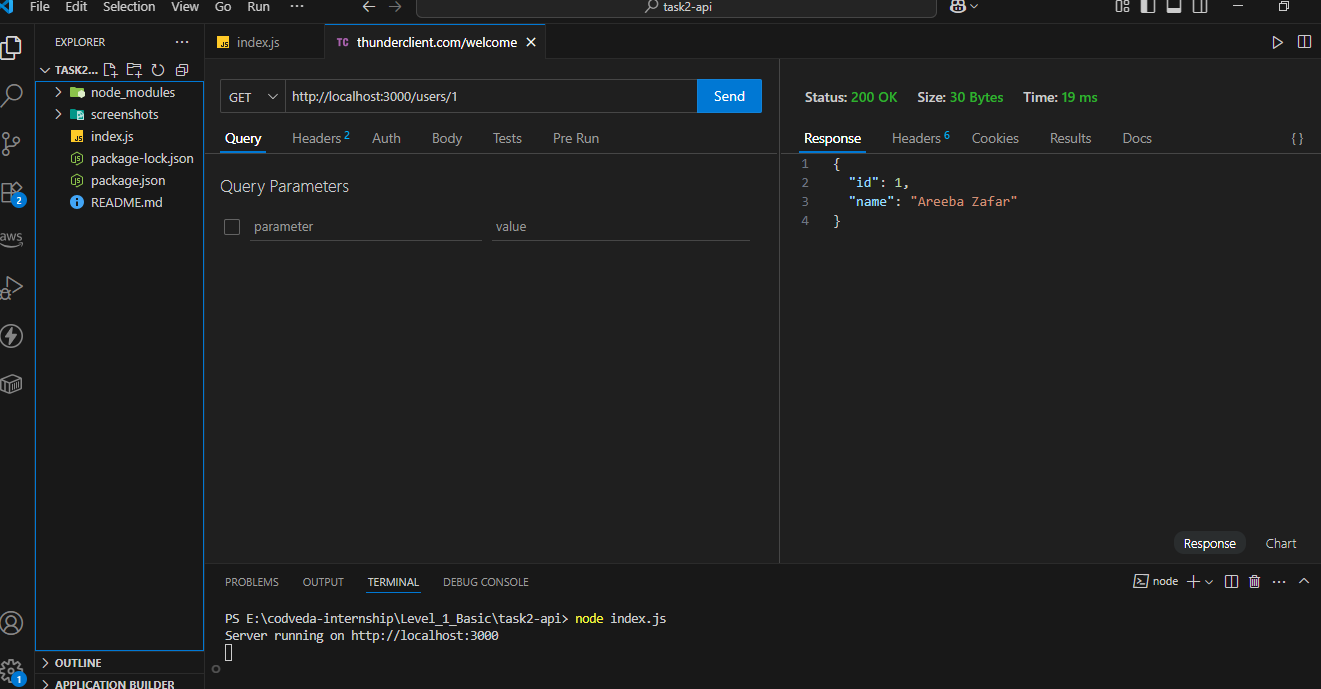 File Edit Selection View Go Run ··· task2-api
EXPLORER ···
TASK2...
node_modules
screenshots
JS index.js
package-lock.json
package.json
README.md
2
aws
1
OUTLINE
APPLICATION BUILDER
JS index.js TC thunderclient.com/welcome
GET http://localhost:3000/users/1 Send
Query Headers 2 Auth Body Tests Pre Run
Query Parameters
parameter value
Status: 200 OK Size: 30 Bytes Time: 19 ms
Response Headers 6 Cookies Results Docs { }
1 {
2 "id": 1,
3 "name": "Areeba Zafar"
4 }
Response Chart
PROBLEMS OUTPUT TERMINAL DEBUG CONSOLE node ···
PS E:\codveda-internship\Level_1_Basic\task2-api> node index.js
Server running on http://localhost:3000